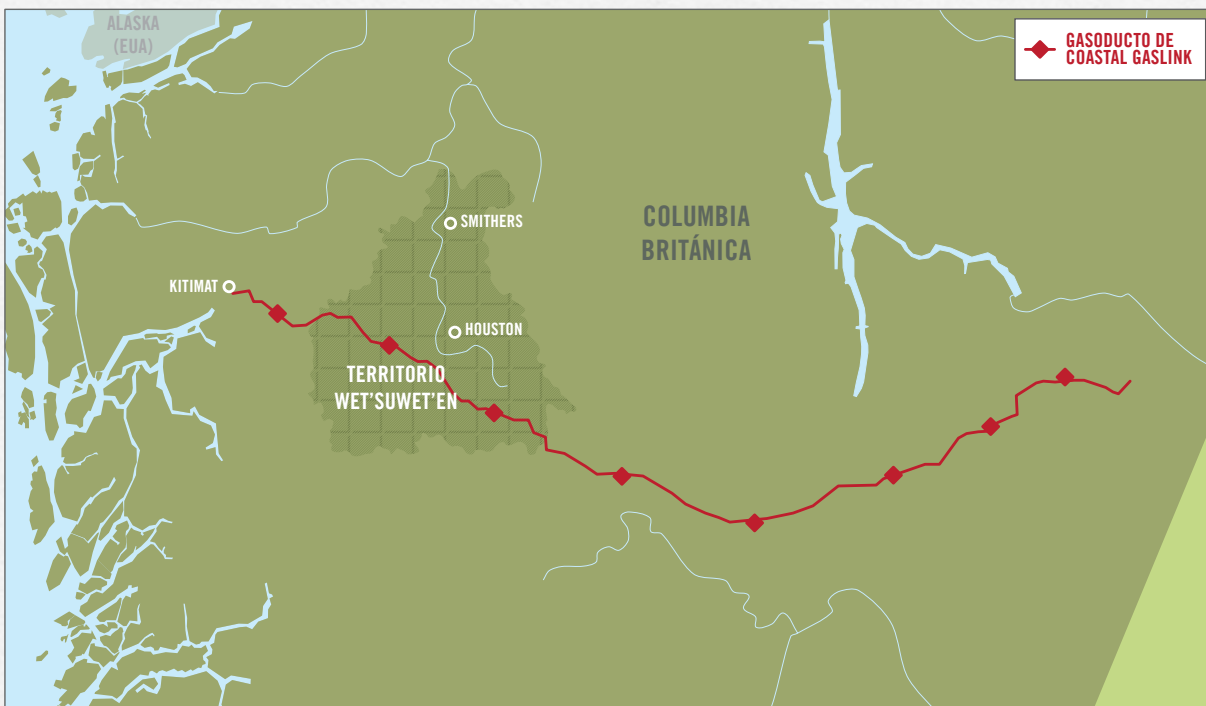 ALASKA
(EUA)
GASODUCTO DE
COASTAL GASLINK
COLUMBIA
BRITÁNICA
SMITHERS
KITIMAT
HOUSTON
TERRITORIO
WET'SUWET'EN